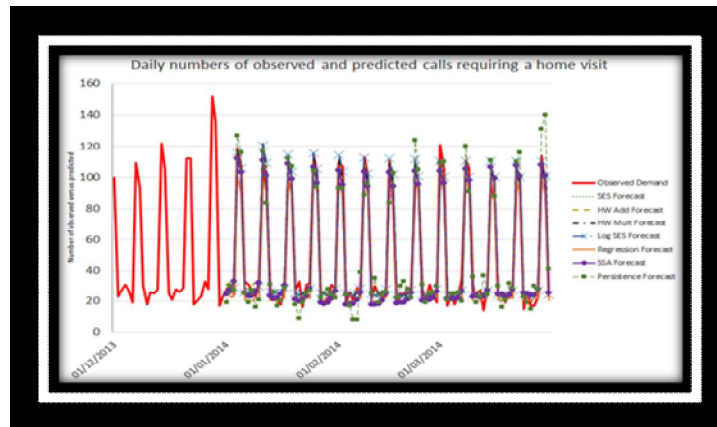 Daily numbers of observed and predicted calls requiring a home visit
160
140
120
100
80
60
40
20
0
Number of observed versus predicted
01/12/2013
01/01/2014
01/02/2014
01/03/2014
Observed Demand
SES Forecast
HW Add Forecast
HW Mult Forecast
Log SES Forecast
Regression Forecast
SSA Forecast
Persistence Forecast